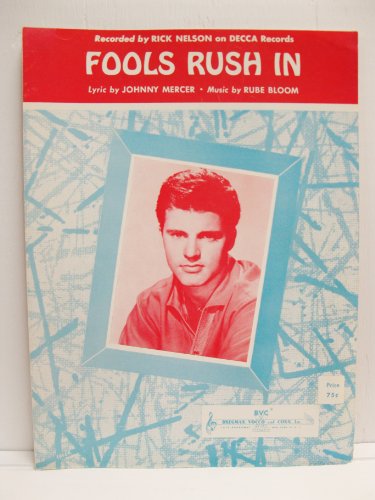 Recorded by RICK NELSON on DECCA Records
FOOLS RUSH IN
Lyric by JOHNNY MERCER • Music by RUBE BLOOM
Price
75¢
BVC
BREGMAN, VOCCO and CONN, Inc.